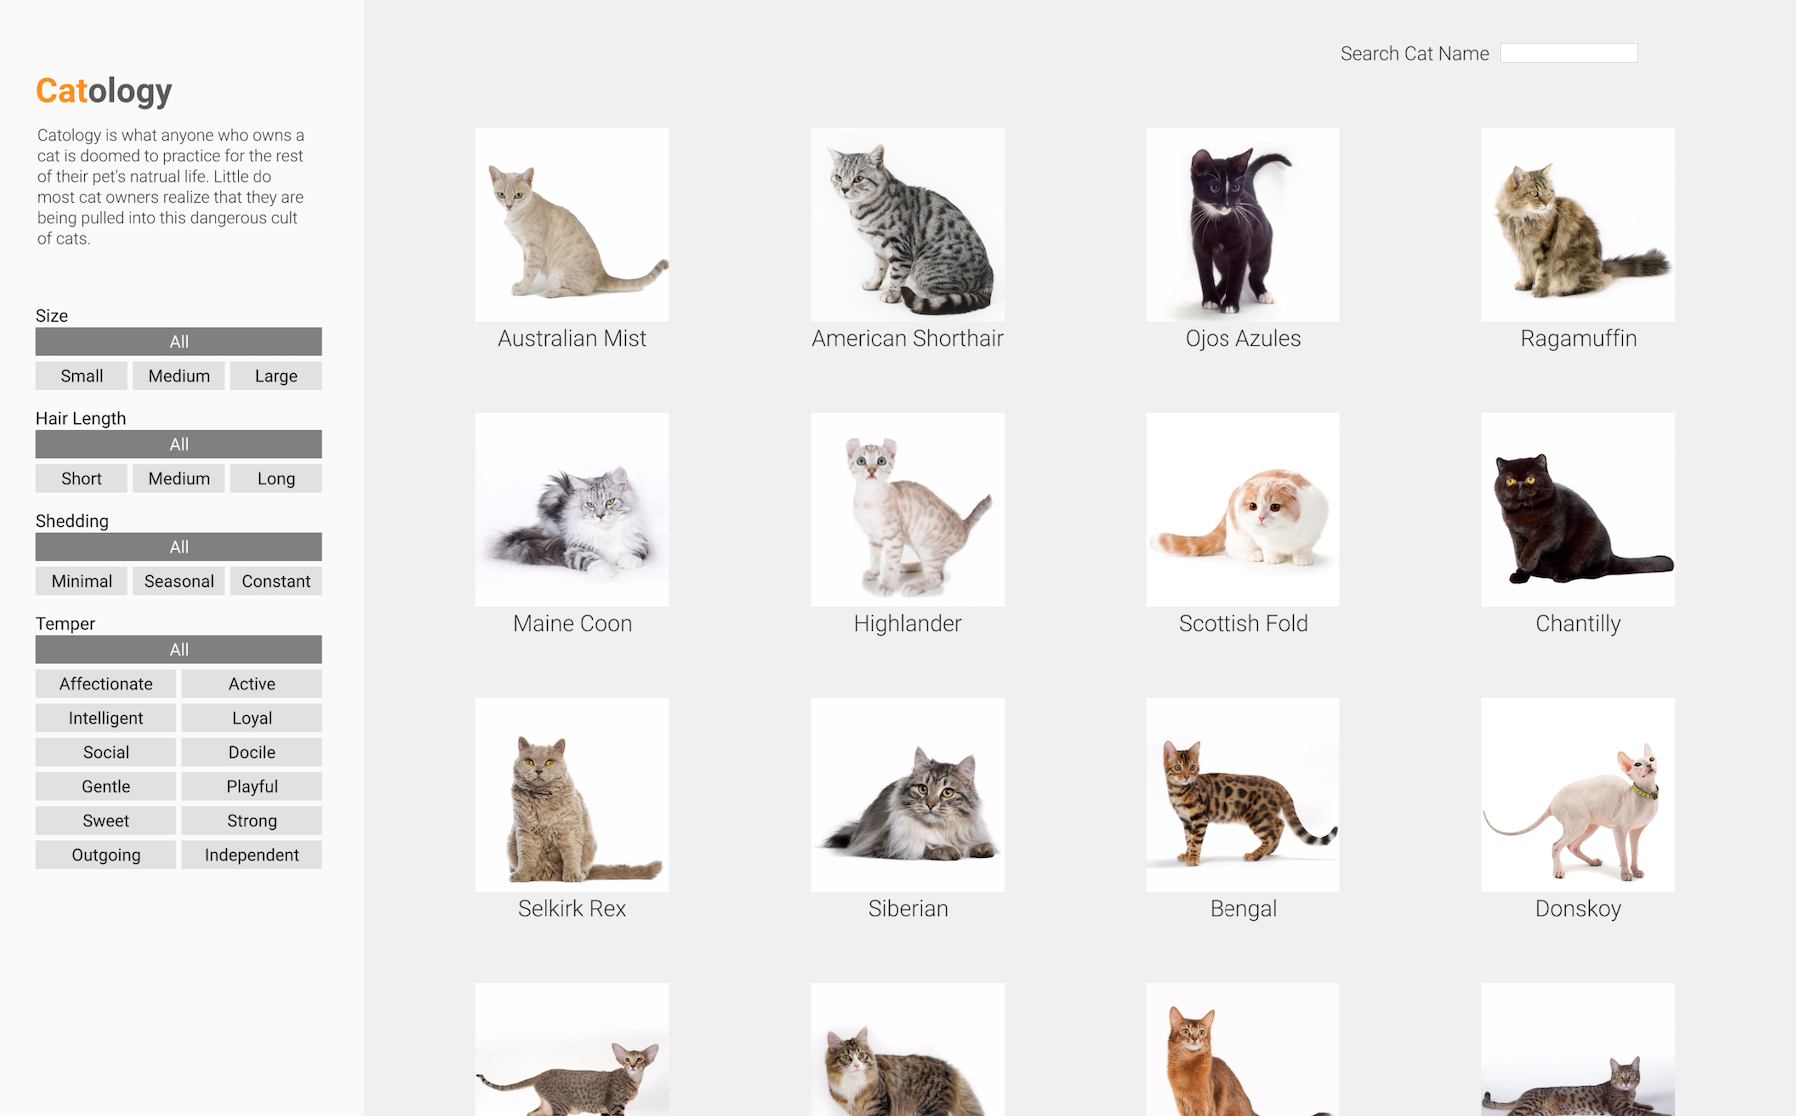 Search Cat Name
Catology
Catology is what anyone who owns a
cat is doomed to practice for the rest
of their pet's natrual life. Little do
most cat owners realize that they are
being pulled into this dangerous cult
of cats.
Size
All
Small Medium Large
Hair Length
All
Short Medium Long
Shedding
All
Minimal Seasonal Constant
Temper
All
Affectionate Active
Intelligent Loyal
Social Docile
Gentle Playful
Sweet Strong
Outgoing Independent
Australian Mist American Shorthair Ojos Azules Ragamuffin
Maine Coon Highlander Scottish Fold Chantilly
Selkirk Rex Siberian Bengal Donskoy